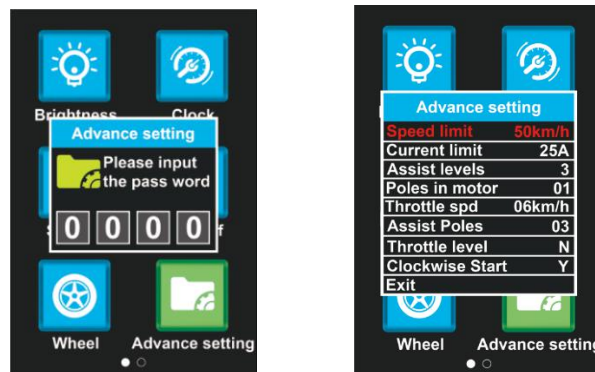 Brightness
Clock
Advance setting
Please input
the pass word
0 0 0 0
f
Wheel
Advance setting
Advance
setting
Speed limit 50km/h
Current limit 25A
Assist levels 3
Poles in motor 01
Throttle spd 06km/h
Assist Poles 03
Throttle level N
Clockwise Start Y
Exit
Wheel
Advance setting